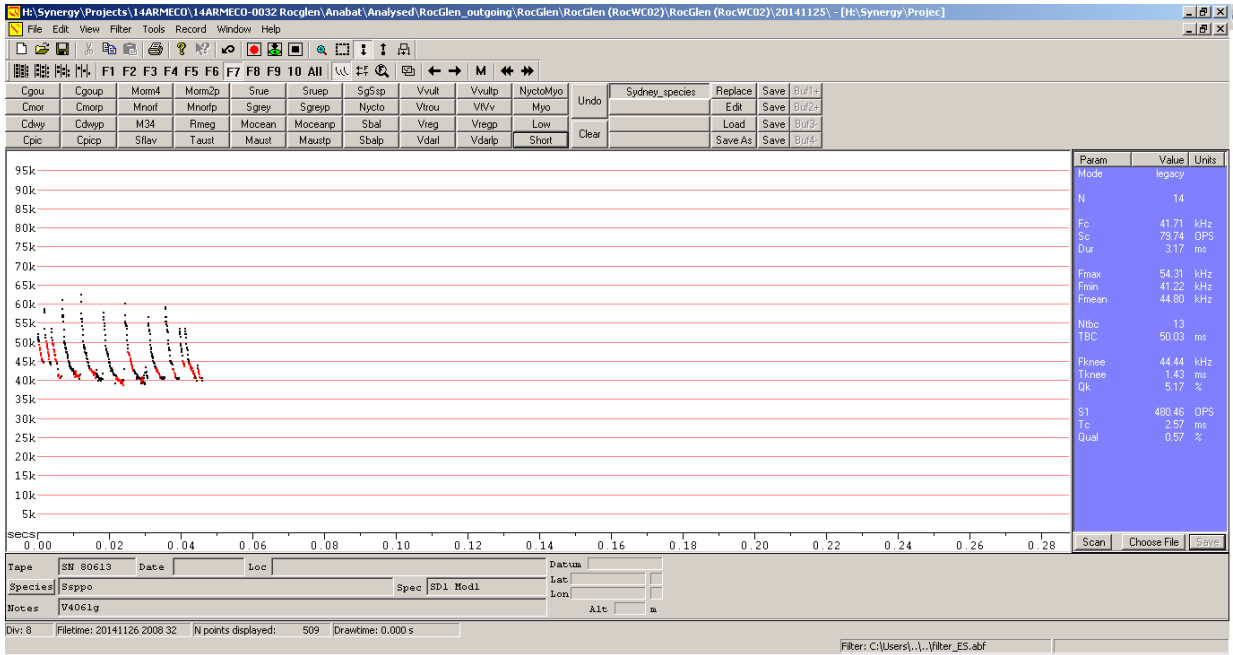 H:\Synergy\Projects\14ARMECO\14ARMECO-0032 Rocglen\Anabat\Analysed\RocGlen_outgoing\RocGlen\RocGlen (RocWC02)\RocGlen (RocWC02)\20141125\ - [H:\Synergy\Projec]
File Edit View Filter Tools Record Window Help
F1 F2 F3 F4 F5 F6 F7 F8 F9 10 All M
Cgou Cgoup Morm4 Morm2p Srue Sruep SgSsp Vvult Vvultp NyctoMyo Undo Sydney_species Replace Save Buf1+
Cmor Cmorp Mnorf Mnorfp Sgrey Sgreyp Nycto Vtrou VtVv Myo Edit Save Buf2+
Cdwy Cdwyp M34 Rmeg Mocean Moceanp Sbal Vreg Vregp Low Clear Load Save Buf3-
Cpic Cpicp Sflav Taust Maust Maustp Sbalp Vdarl Vdarlp Short Save As Save Buf4-
Param Value Units
Mode legacy
N 14
Fc 41.71 kHz
Sc 79.74 OPS
Dur 3.17 ms
Fmax 54.31 kHz
Fmin 41.22 kHz
Fmean 44.80 kHz
Ntbc 13
TBC 50.03 ms
Fknee 44.44 kHz
Tknee 1.43 ms
Qk 5.17 %
S1 480.46 OPS
Tc 2.57 ms
Qual 0.57 %
95k
90k
85k
80k
75k
70k
65k
60k
55k
50k
45k
40k
35k
30k
25k
20k
15k
10k
5k
secs
0.00 0.02 0.04 0.06 0.08 0.10 0.12 0.14 0.16 0.18 0.20 0.22 0.24 0.26 0.28
Scan Choose File Save
Tape SN 80613 Date Loc Datum
Species Ssppo Spec SD1 Mod1 Lat
Lon
Notes V4061g Alt m
Div: 8 Filetime: 20141126 2008 32 N points displayed: 509 Drawtime: 0.000 s
Filter: C:\Users\..\..\filter_ES.abf